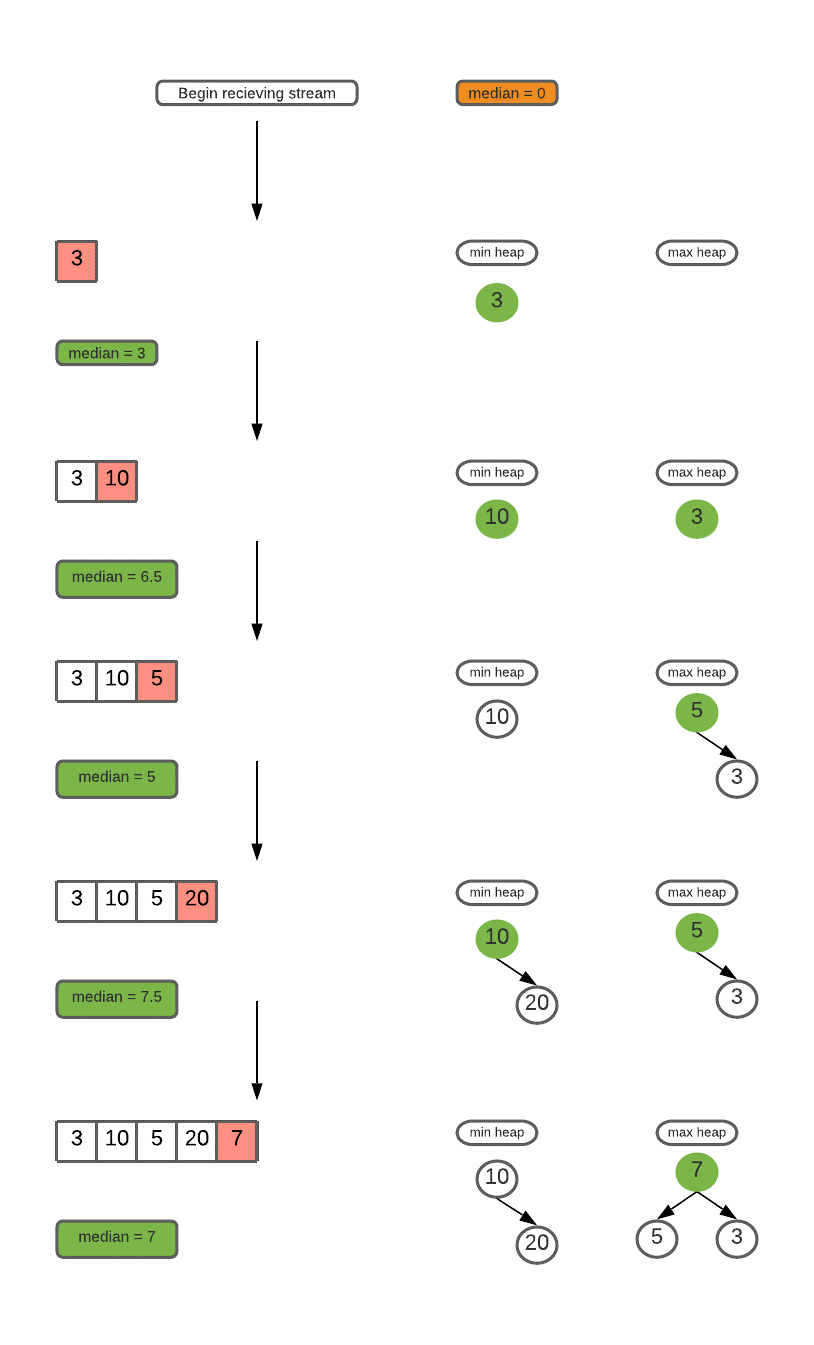 Begin recieving stream
median = 0
3
min heap
max heap
3
median = 3
3 10
min heap
max heap
10
3
median = 6.5
3 10 5
min heap
max heap
10
5
3
median = 5
3 10 5 20
min heap
max heap
10
5
20
3
median = 7.5
3 10 5 20 7
min heap
max heap
10
7
20
5
3
median = 7